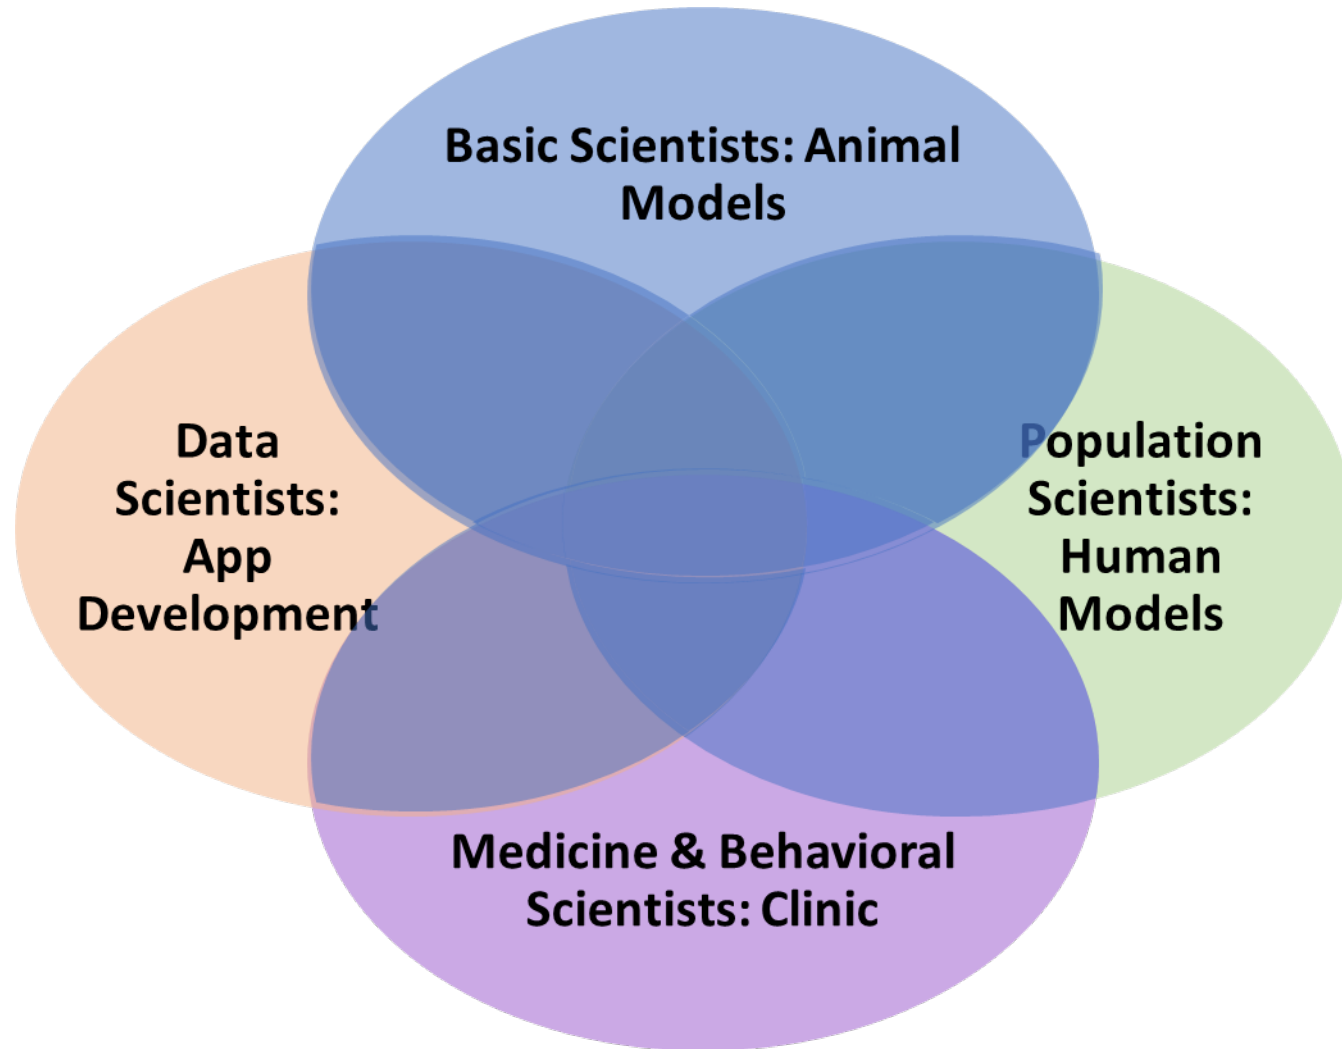 Basic Scientists: Animal
Models
Data
Scientists:
App
Development
Population
Scientists:
Human
Models
Medicine & Behavioral
Scientists: Clinic